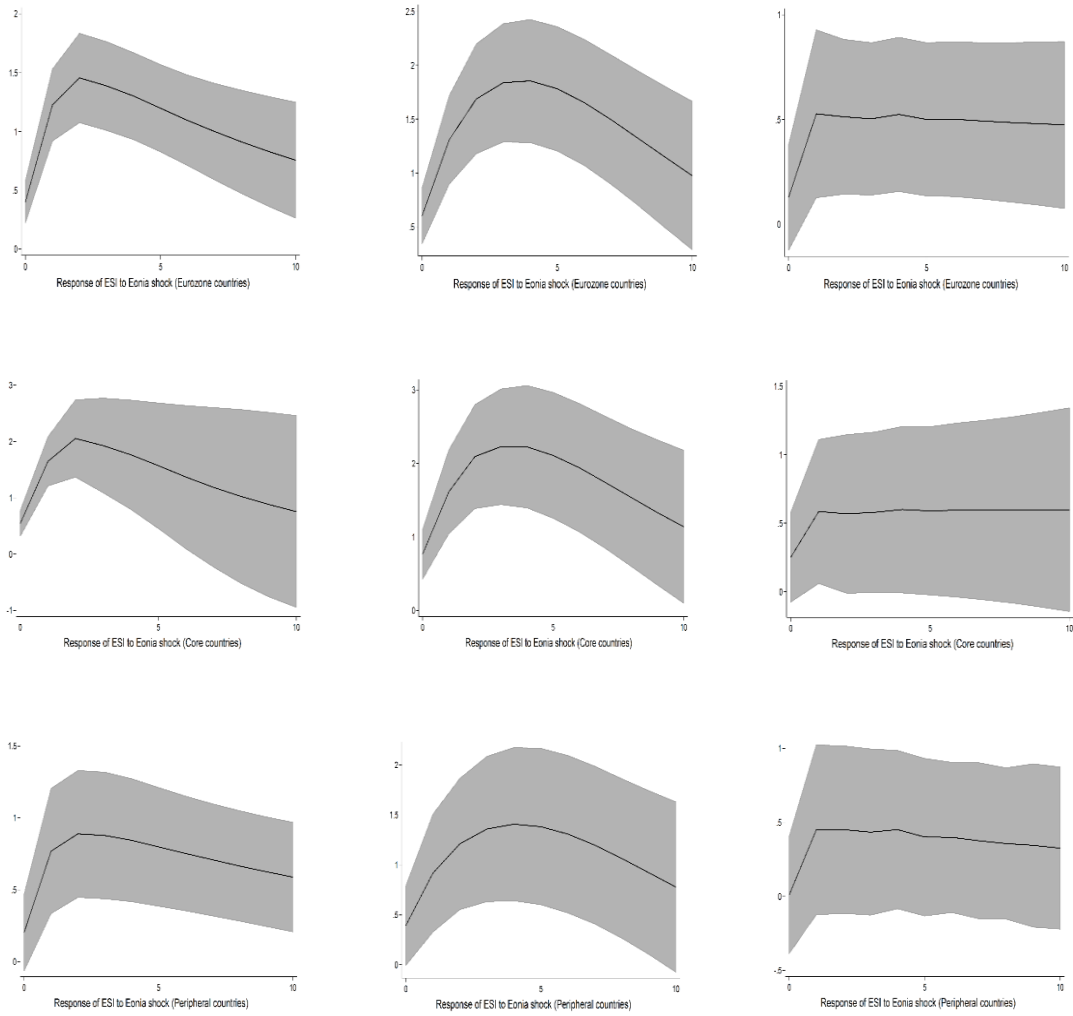 2
1.5
1
.5
0
0 5 10
Response of ESI to Eonia shock (Eurozone countries)
2.5
2
1.5
1
.5
0 5 10
Response of ESI to Eonia shock (Eurozone countries)
1
.5
0
0 5 10
Response of ESI to Eonia shock (Eurozone countries)
3
2
1
0
-1
0 5 10
Response of ESI to Eonia shock (Core countries)
3
2
1
0
0 5 10
Response of ESI to Eonia shock (Core countries)
1.5
1
0.5
0
0 5 10
Response of ESI to Eonia shock (Core countries)
1.5
1
.5
0
0 5 10
Response of ESI to Eonia shock (Peripheral countries)
2
1.5
1
.5
0
0 5 10
Response of ESI to Eonia shock (Peripheral countries)
1
.5
0
-.5
0 5 10
Response of ESI to Eonia shock (Peripheral countries)